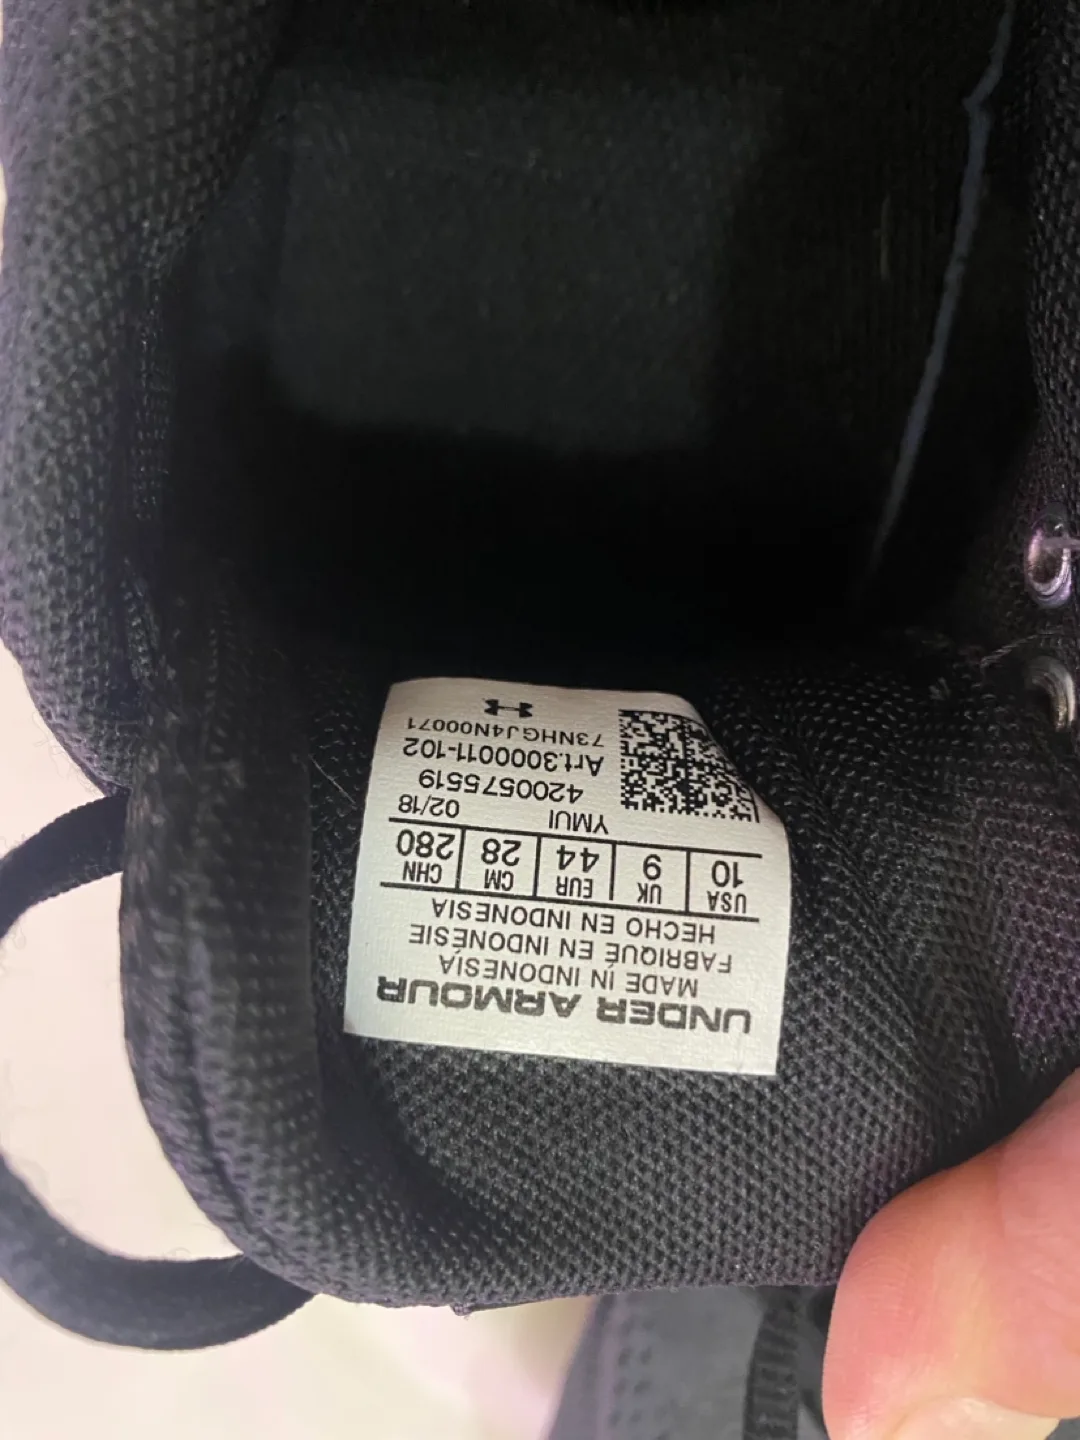 UNDER ARMOUR
MADE IN INDONESIA
FABRIQUÉ EN INDONÉSIE
HECHO EN INDONESIA
USA UK EUR CM CHN
10 9 44 28 280
YMUI 02/18
4200575519
Art.3000011-102
73NHGJ4N00071